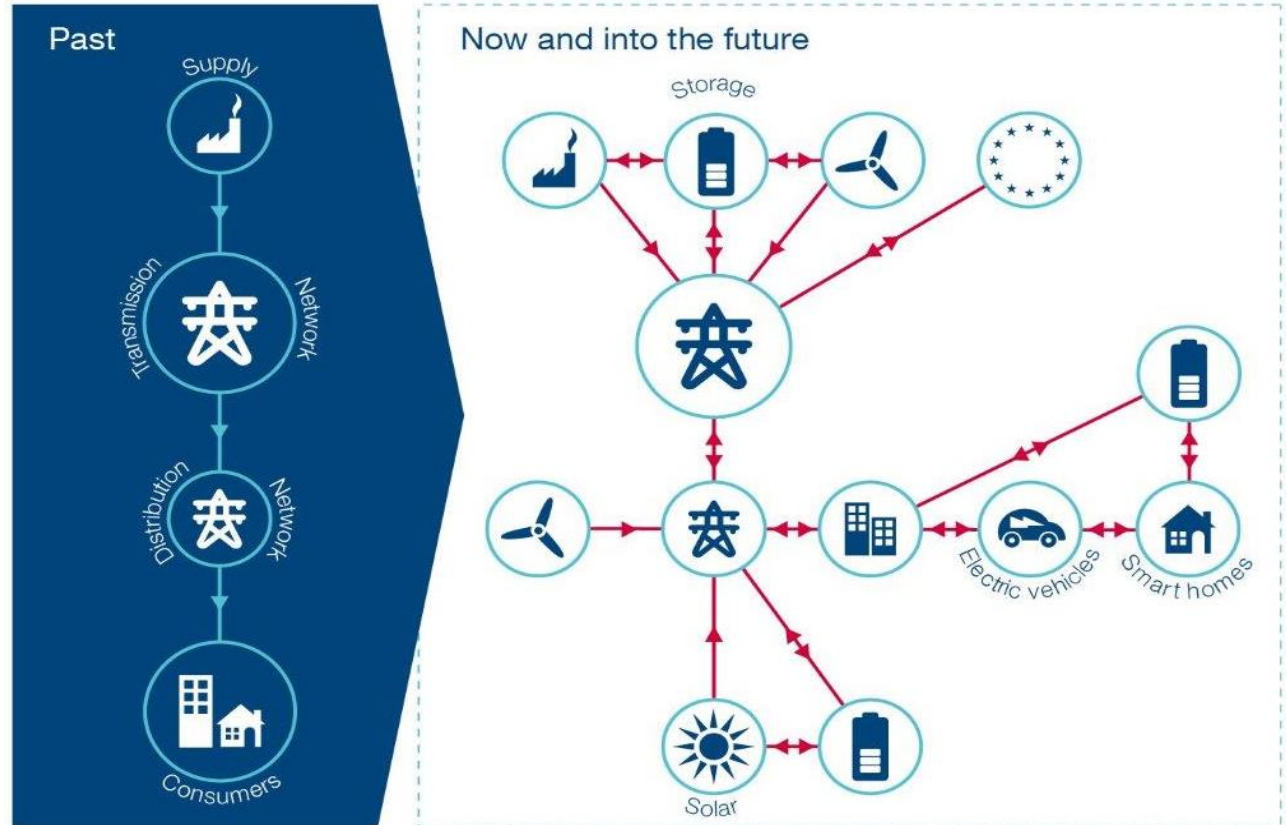 Past
Supply
Transmission Network
Distribution Network
Consumers
Now and into the future
Storage
Electric vehicles
Smart homes
Solar